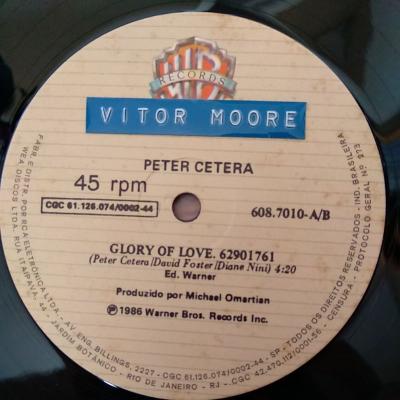 WB
RECORDS
VITOR MOORE
PETER CETERA
45 rpm
CGC 61.126.074/0002-44
608.7010-A/B
GLORY OF LOVE. 62901761
(Peter Cetera/David Foster/Diane Nini) 4:20
Ed. Warner
Produzido por Michael Omartian
℗1986 Warner Bros. Records Inc.
FABR. E DISTR. POR RCA ELETRÔNICA LTDA. - AV. ENG. BILLINGS, 2227 - CGC 61.126.074/0002-44 - SP - TODOS OS DIREITOS RESERVADOS - IND. BRASILEIRA
WEA DISCOS LTDA. RUA ITAIPAVA, 44 JARDIM BOTÂNICO - RIO DE JANEIRO - RJ - CGC 42.470.112/0001-56 - CENSURA - PROTOCOLO GERAL Nº 273